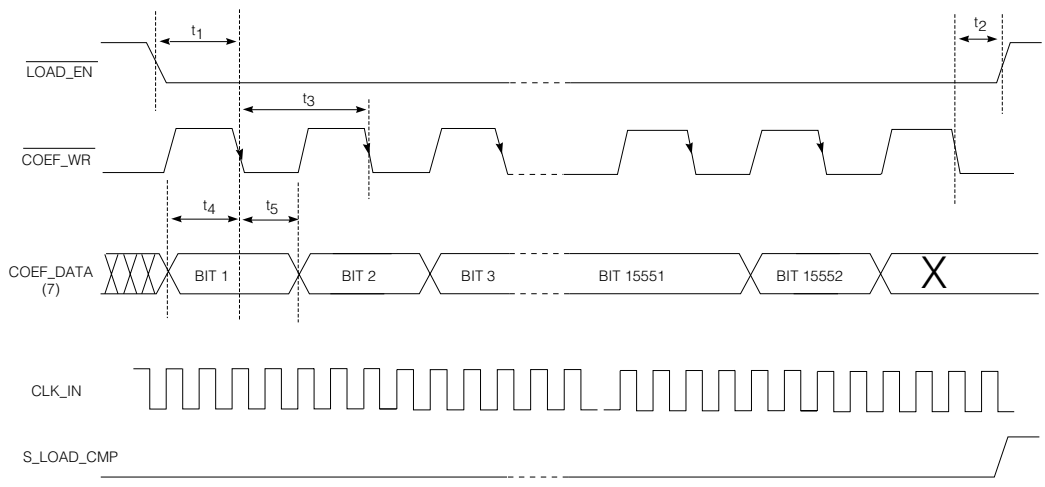 t1
t2
LOAD_EN
t3
COEF_WR
t4
t5
COEF_DATA
(7)
BIT 1
BIT 2
BIT 3
BIT 15551
BIT 15552
X
CLK_IN
S_LOAD_CMP